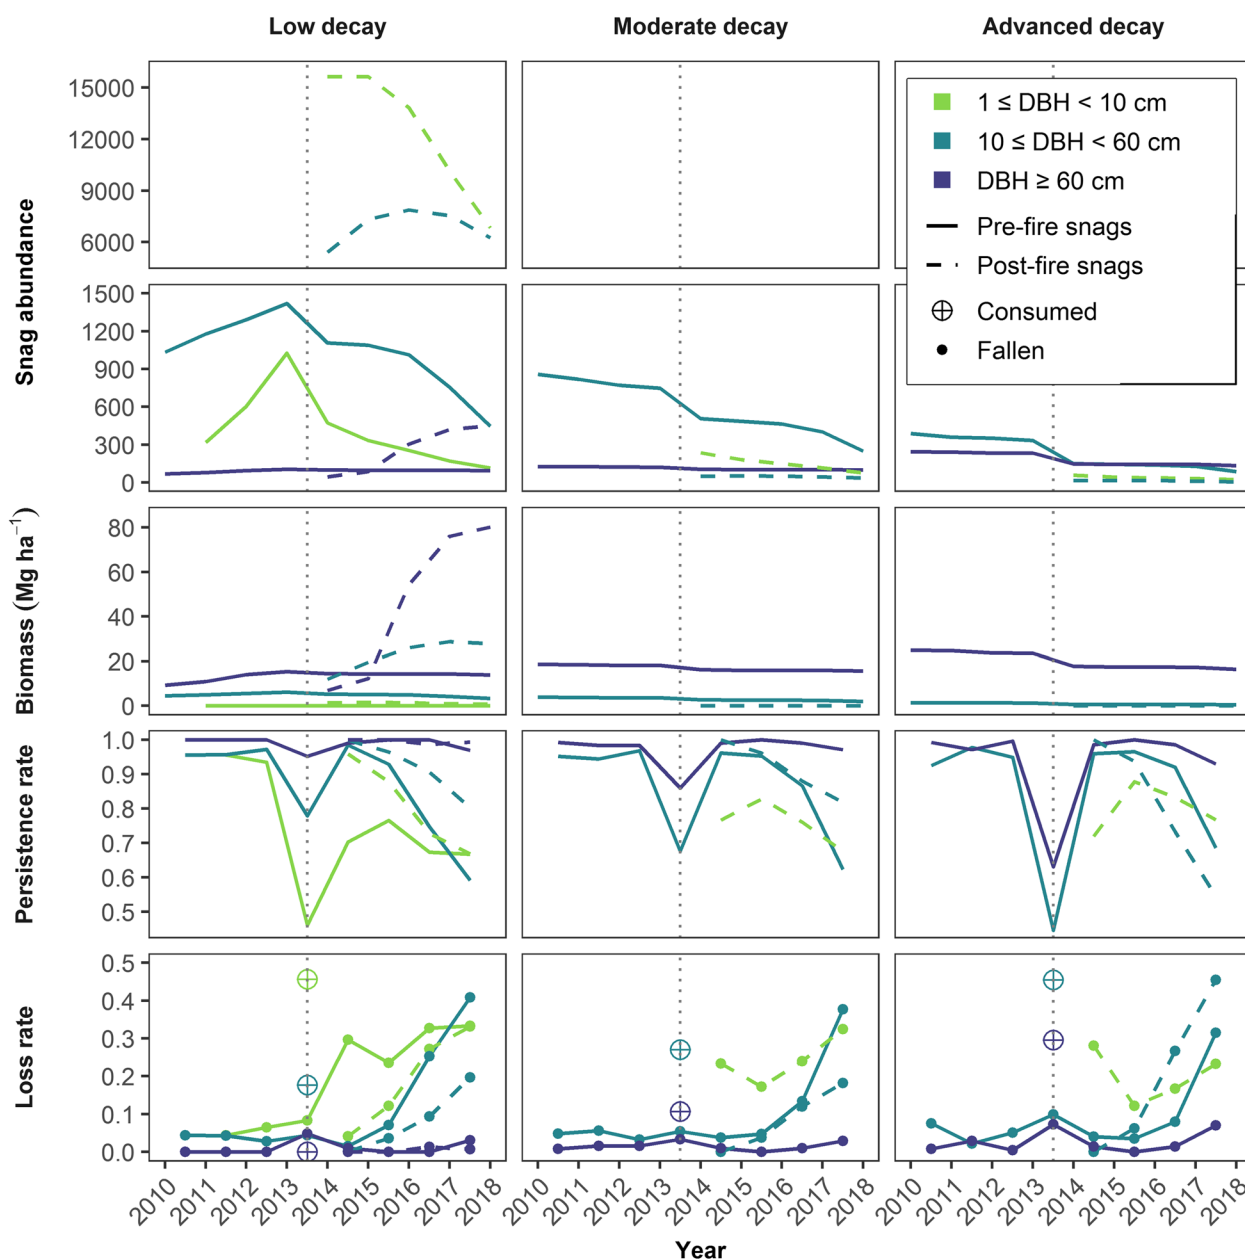 Low decay
Moderate decay
Advanced decay
Snag abundance
15000
12000
9000
6000
1 ≤ DBH < 10 cm
10 ≤ DBH < 60 cm
DBH ≥ 60 cm
Pre-fire snags
Post-fire snags
Consumed
Fallen
1500
1200
900
600
300
0
Biomass (Mg ha⁻¹)
80
60
40
20
0
Persistence rate
1.0
0.9
0.8
0.7
0.6
0.5
Loss rate
0.5
0.4
0.3
0.2
0.1
0.0
2010 2011 2012 2013 2014 2015 2016 2017 2018
2010 2011 2012 2013 2014 2015 2016 2017 2018
2010 2011 2012 2013 2014 2015 2016 2017 2018
Year